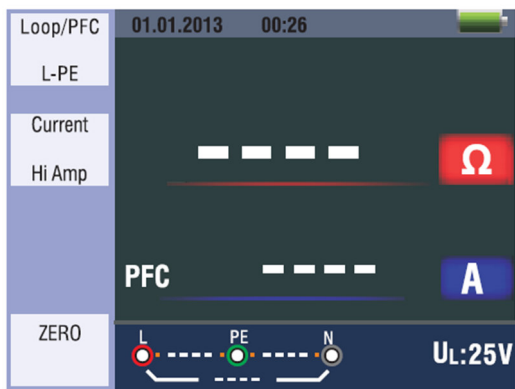 Loop/PFC 01.01.2013 00:26
L-PE
Current
Hi Amp
---- Ω
PFC ---- A
ZERO
L ---- PE ---- N
----
UL:25V